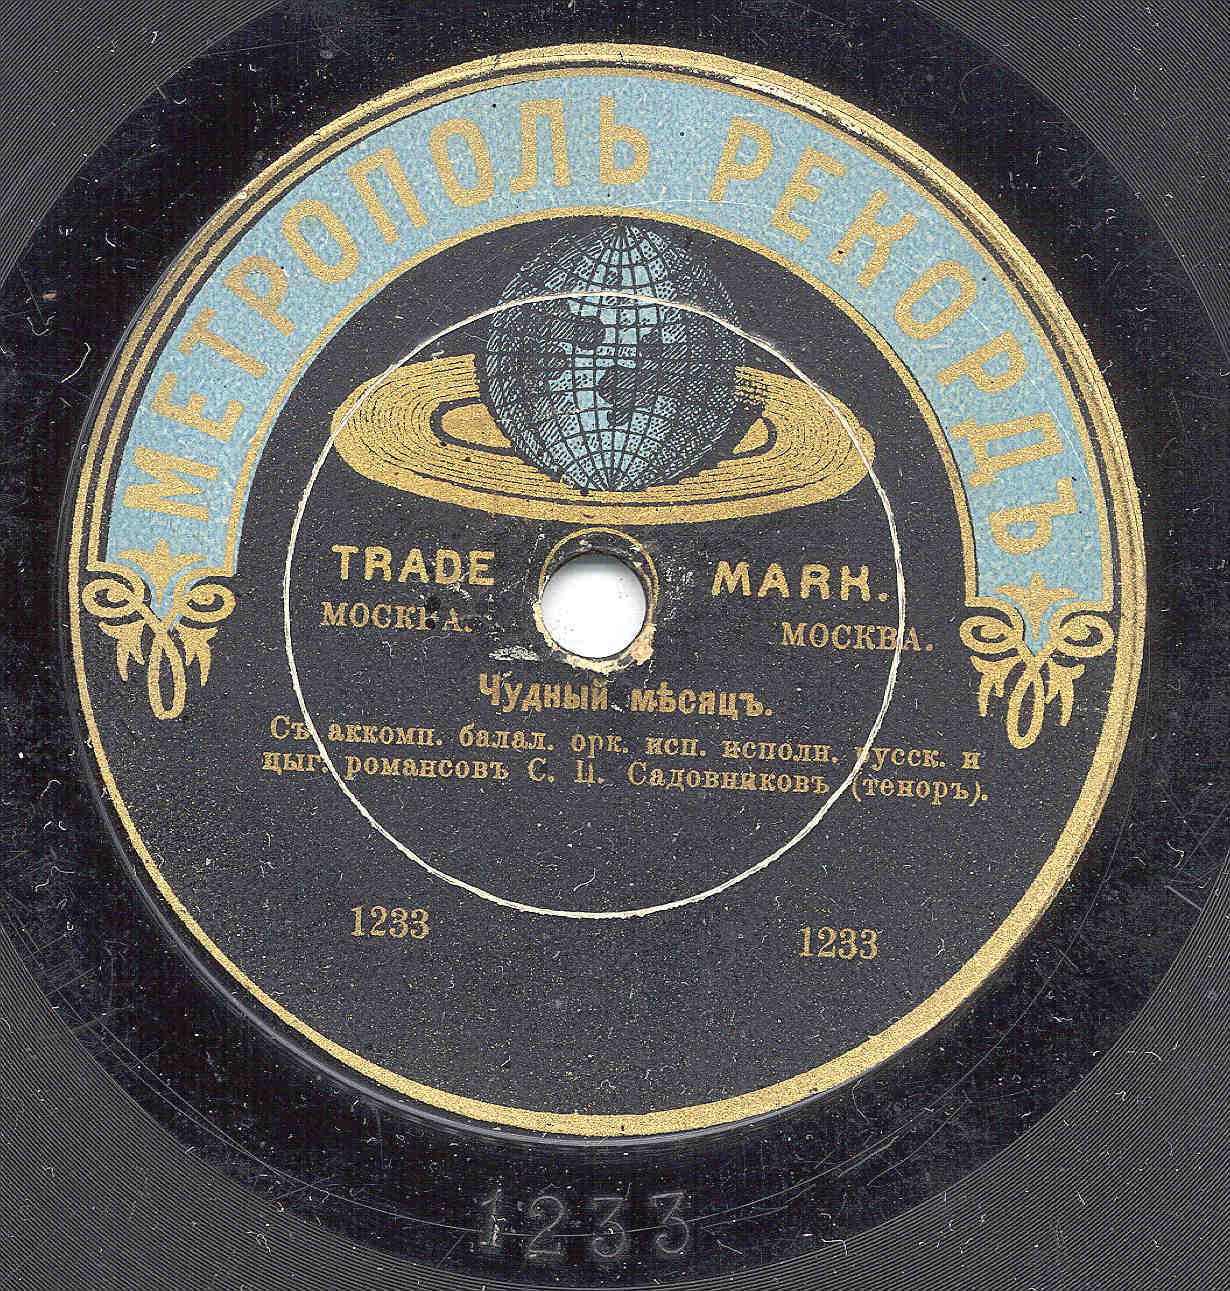 МЕТРОПОЛЬ РЕКОРДЪ
TRADE MARK.
МОСКВА. МОСКВА.
Чудный мѣсяцъ.
Съ аккомп. балал. орк. исп. исполн. русск. и
цыг. романсовъ С. П. Садовниковъ (теноръ).
1233 1233
1233